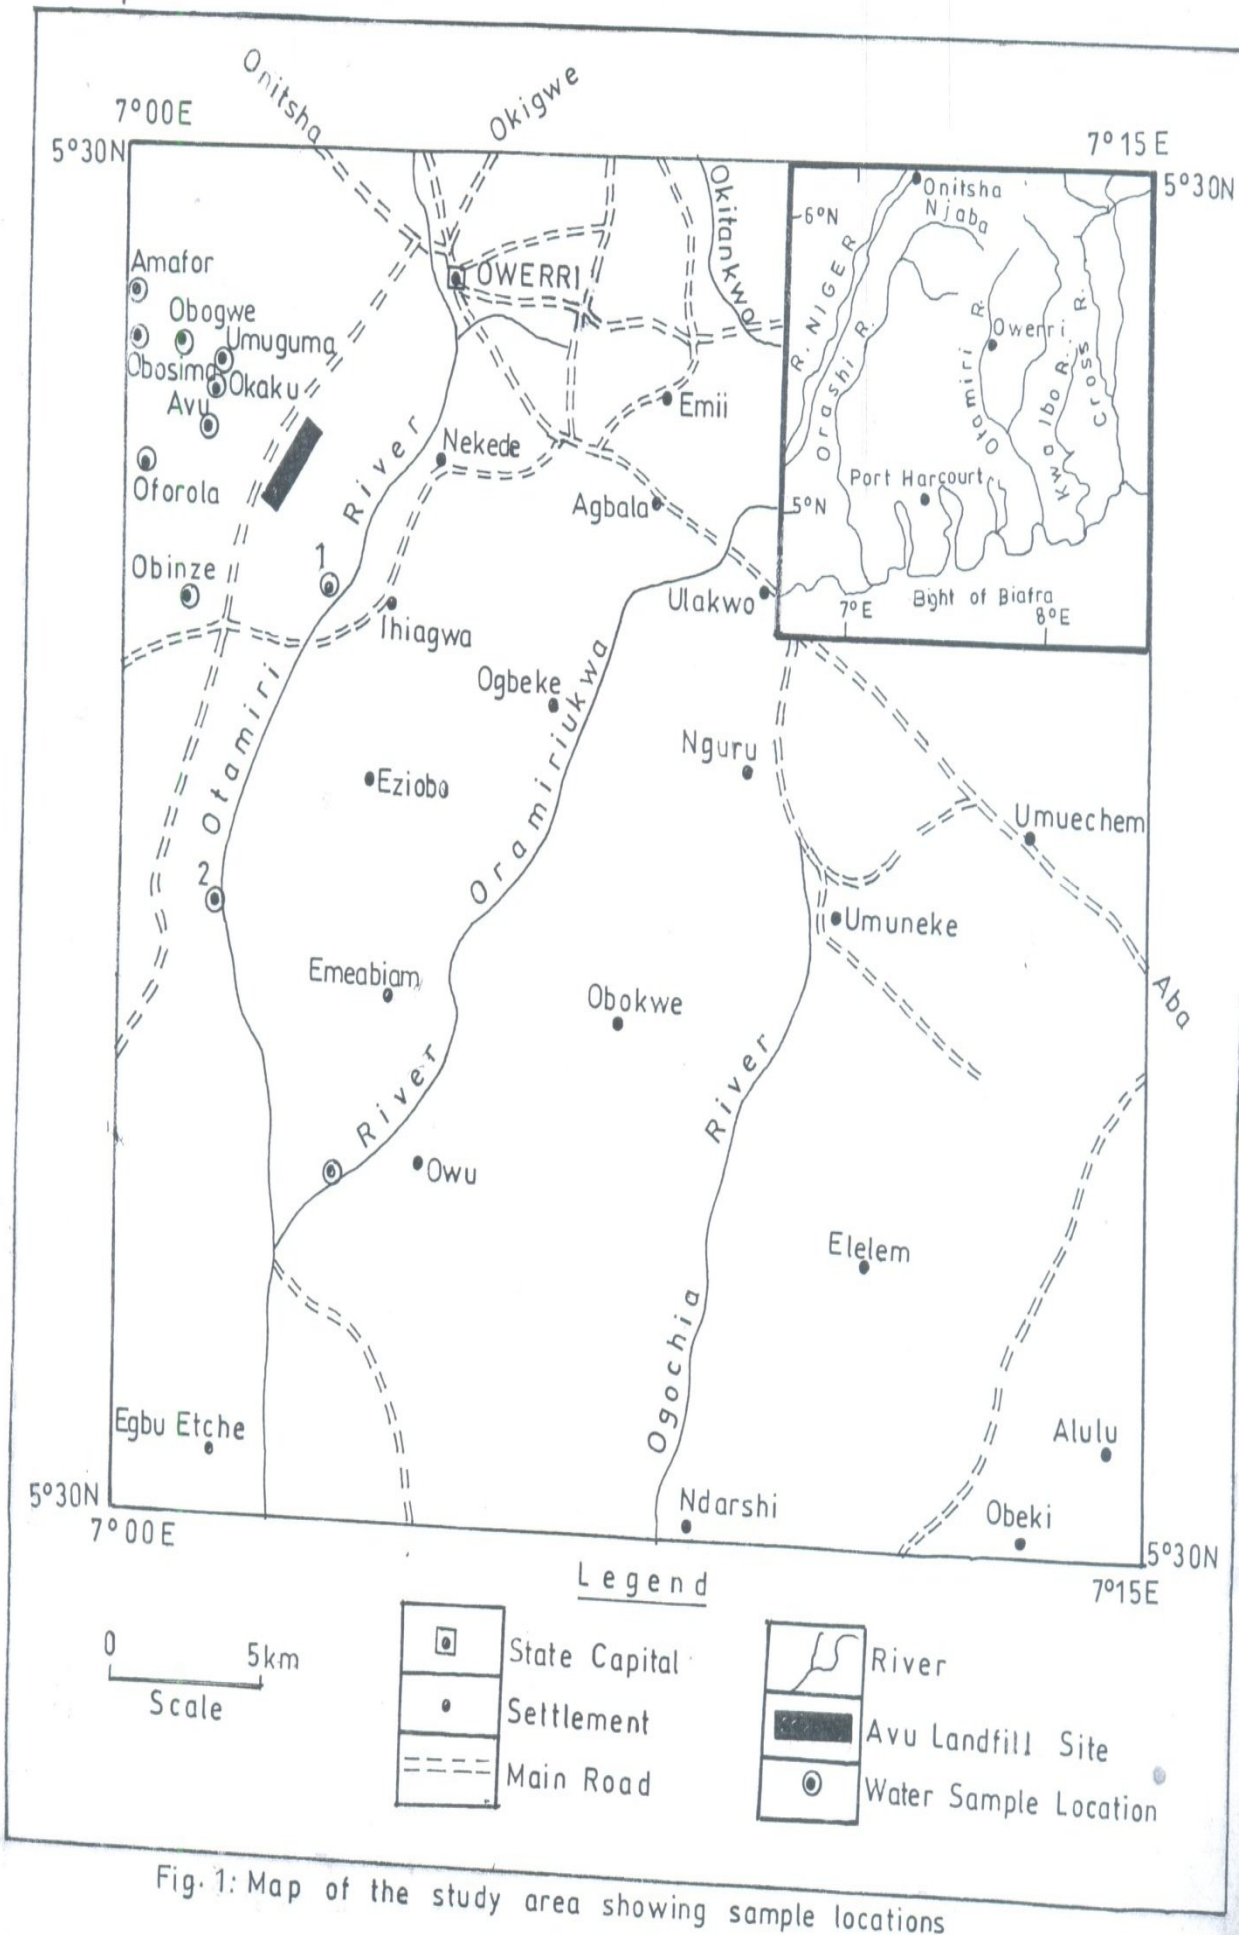 Onitsha
Okigwe
7°00E
7°15E
5°30N
5°30N
Okitankwo
Onitsha
Njaba
6°N
R. NIGER
Orashi R.
Otamiri R.
Owerri
Kwa Ibo R.
Cross R.
Port Harcourt
5°N
Bight of Biafra
7°E
8°E
Amafor
OWERRI
Obogwe
Umuguma
Obosima
Okaku
Avu
Emii
Nekede
Oforola
Agbala
Obinze
1
Ulakwo
Ihiagwa
Ogbeke
Nguru
Eziobo
Otamiri River
Oramiriukwa River
Umuechem
2
Umuneke
Emeabiam
Obokwe
Aba
Owu
Ogochia River
Elelem
Egbu Etche
Alulu
Ndarshi
Obeki
5°30N
5°30N
7°00E
7°15E
Legend
0 5km
Scale
State Capital
Settlement
Main Road
River
Avu Landfill Site
Water Sample Location
Fig. 1: Map of the study area showing sample locations